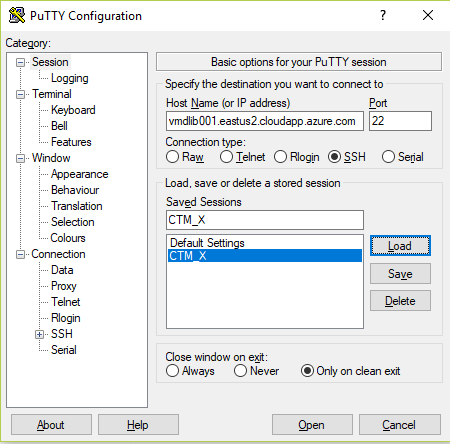 PuTTY Configuration
?
Category:
Session
Logging
Terminal
Keyboard
Bell
Features
Window
Appearance
Behaviour
Translation
Selection
Colours
Connection
Data
Proxy
Telnet
Rlogin
SSH
Serial
Basic options for your PuTTY session
Specify the destination you want to connect to
Host Name (or IP address) Port
vmdlib001.eastus2.cloudapp.azure.com 22
Connection type:
Raw Telnet Rlogin SSH Serial
Load, save or delete a stored session
Saved Sessions
CTM_X
Default Settings
CTM_X
Load
Save
Delete
Close window on exit:
Always Never Only on clean exit
About Help Open Cancel